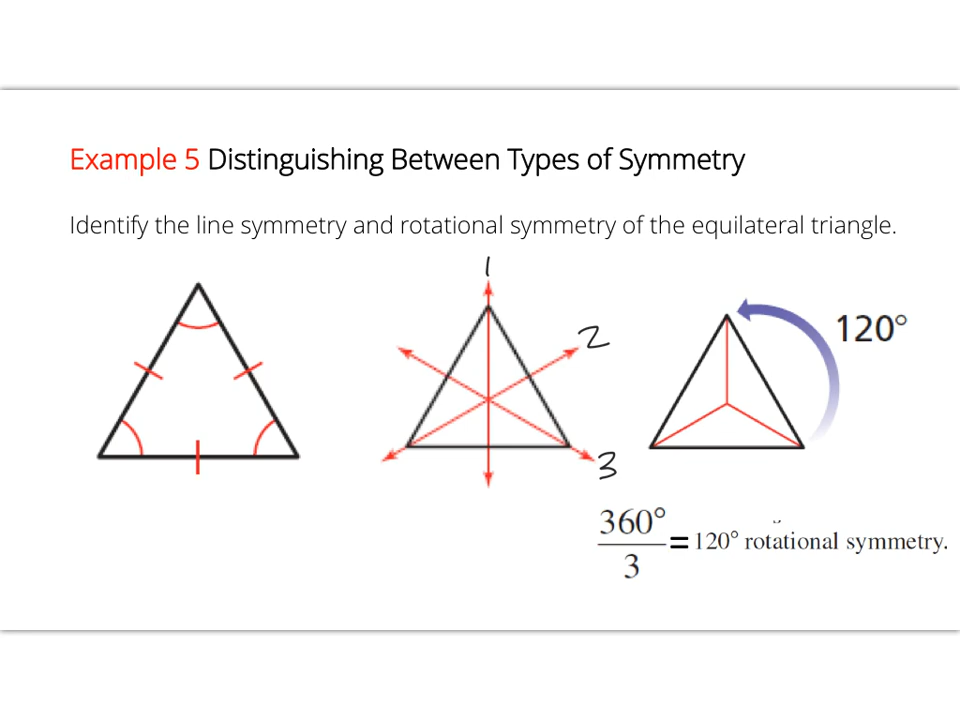 Example 5 Distinguishing Between Types of Symmetry
Identify the line symmetry and rotational symmetry of the equilateral triangle.
1
2
3
120°
360°
3
= 120° rotational symmetry.